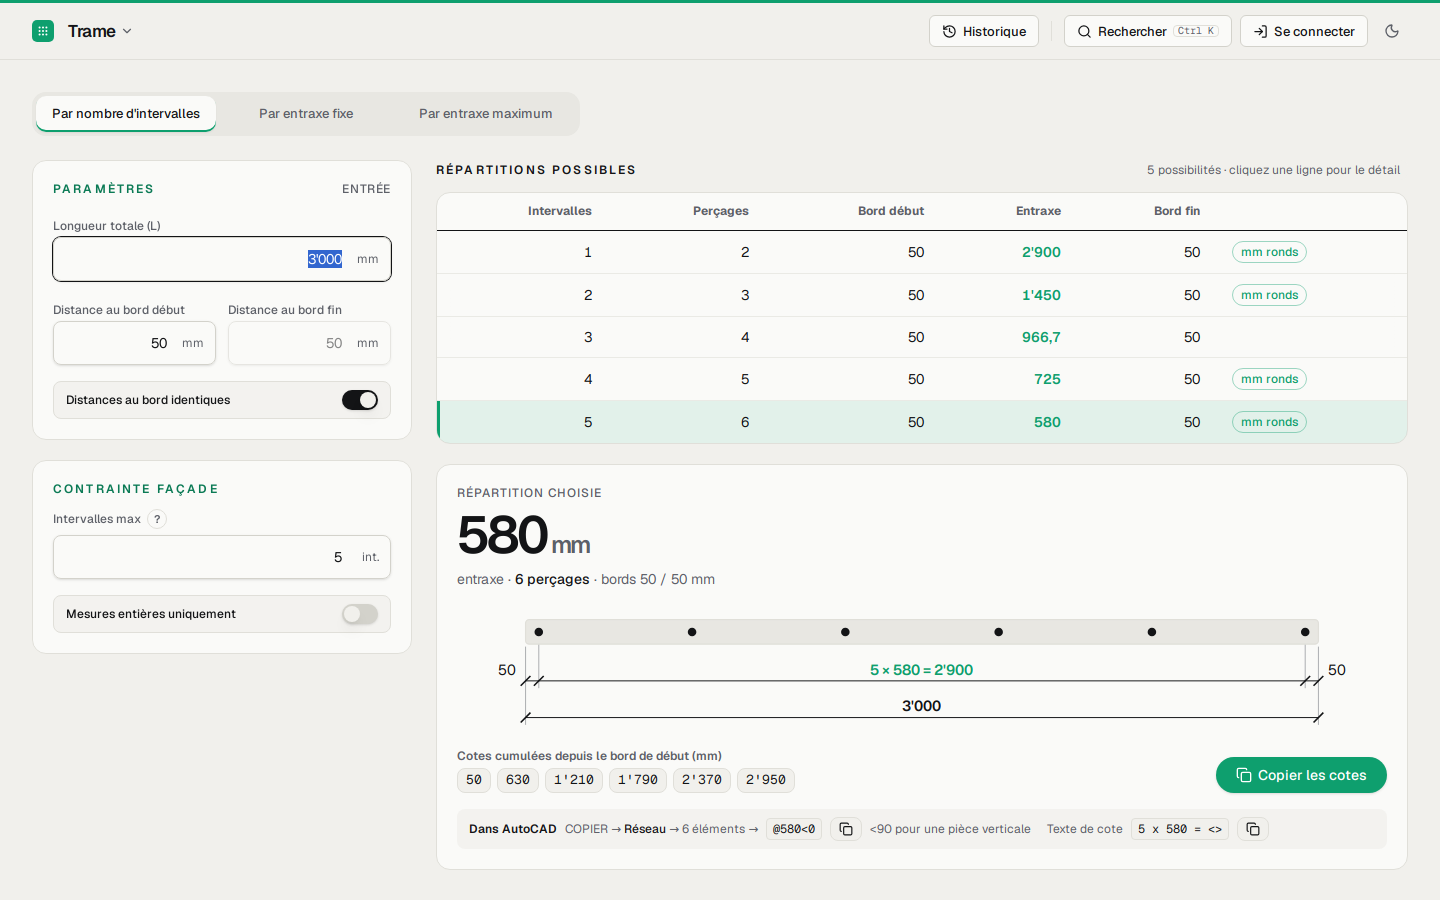 Trame
Historique
Rechercher Ctrl K
Se connecter
Par nombre d'intervalles
Par entraxe fixe
Par entraxe maximum
PARAMÈTRES
ENTRÉE
Longueur totale (L)
3'000 mm
Distance au bord début
Distance au bord fin
50 mm
50 mm
Distances au bord identiques
CONTRAINTE FAÇADE
Intervalles max ?
5 int.
Mesures entières uniquement
RÉPARTITIONS POSSIBLES
5 possibilités · cliquez une ligne pour le détail
Intervalles Perçages Bord début Entraxe Bord fin
1 2 50 2'900 50 mm ronds
2 3 50 1'450 50 mm ronds
3 4 50 966,7 50
4 5 50 725 50 mm ronds
5 6 50 580 50 mm ronds
RÉPARTITION CHOISIE
580 mm
entraxe · 6 perçages · bords 50 / 50 mm
50 5 × 580 = 2'900 50
3'000
Cotes cumulées depuis le bord de début (mm)
50 630 1'210 1'790 2'370 2'950
Copier les cotes
Dans AutoCAD COPIER → Réseau → 6 éléments → @580<0 <90 pour une pièce verticale Texte de cote 5 x 580 = <>